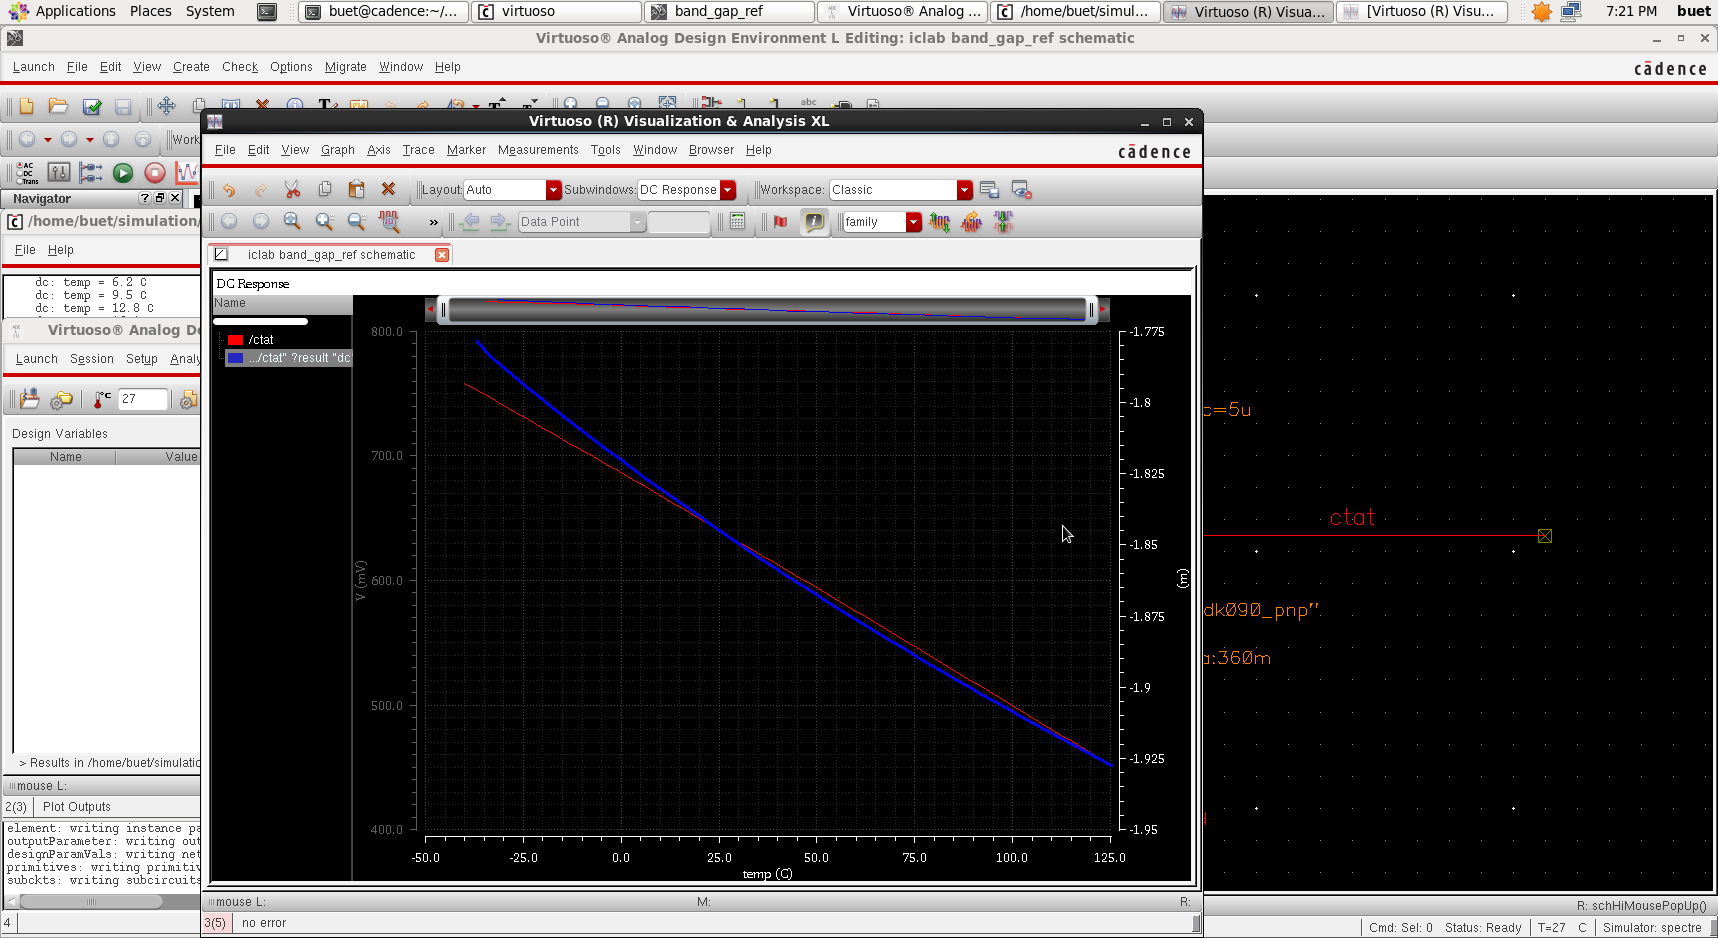 Applications Places System buet@cadence:~/... virtuoso band_gap_ref Virtuoso® Analog ... /home/buet/simul... Virtuoso (R) Visua... [Virtuoso (R) Visu... 7:21 PM buet
Virtuoso® Analog Design Environment L Editing: iclab band_gap_ref schematic
Launch File Edit View Create Check Options Migrate Window Help
cādence
abc
Virtuoso (R) Visualization & Analysis XL
Work
File Edit View Graph Axis Trace Marker Measurements Tools Window Browser Help
cādence
AC
DC
Trans
Layout: Auto Subwindows: DC Response Workspace: Classic
Navigator
/home/buet/simulation/
» Data Point family
File Help
iclab band_gap_ref schematic
dc: temp = 6.2 C
dc: temp = 9.5 C
dc: temp = 12.8 C
DC Response
Name
Virtuoso® Analog De
/ctat
.../ctat" ?result "dc
Launch Session Setup Analy
°C 27
Design Variables
Name Value
> Results in /home/buet/simulatio
mouse L:
2(3) Plot Outputs
element: writing instance pa
outputParameter: writing out
designParamVals: writing net
primitives: writing primitiv
subckts: writing subcircuits
4
800.0
700.0
600.0
500.0
400.0
V (mV)
-50.0 -25.0 0.0 25.0 50.0 75.0 100.0 125.0
temp (C)
-1.775
-1.8
-1.825
-1.85
-1.875
-1.9
-1.925
-1.95
(m)
c=5u
ctat
dk090_pnp"
a:360m
mouse L: M: R:
3(5) no error
R: schHiMousePopUp()
Cmd: Sel: 0 Status: Ready T=27 C Simulator: spectre